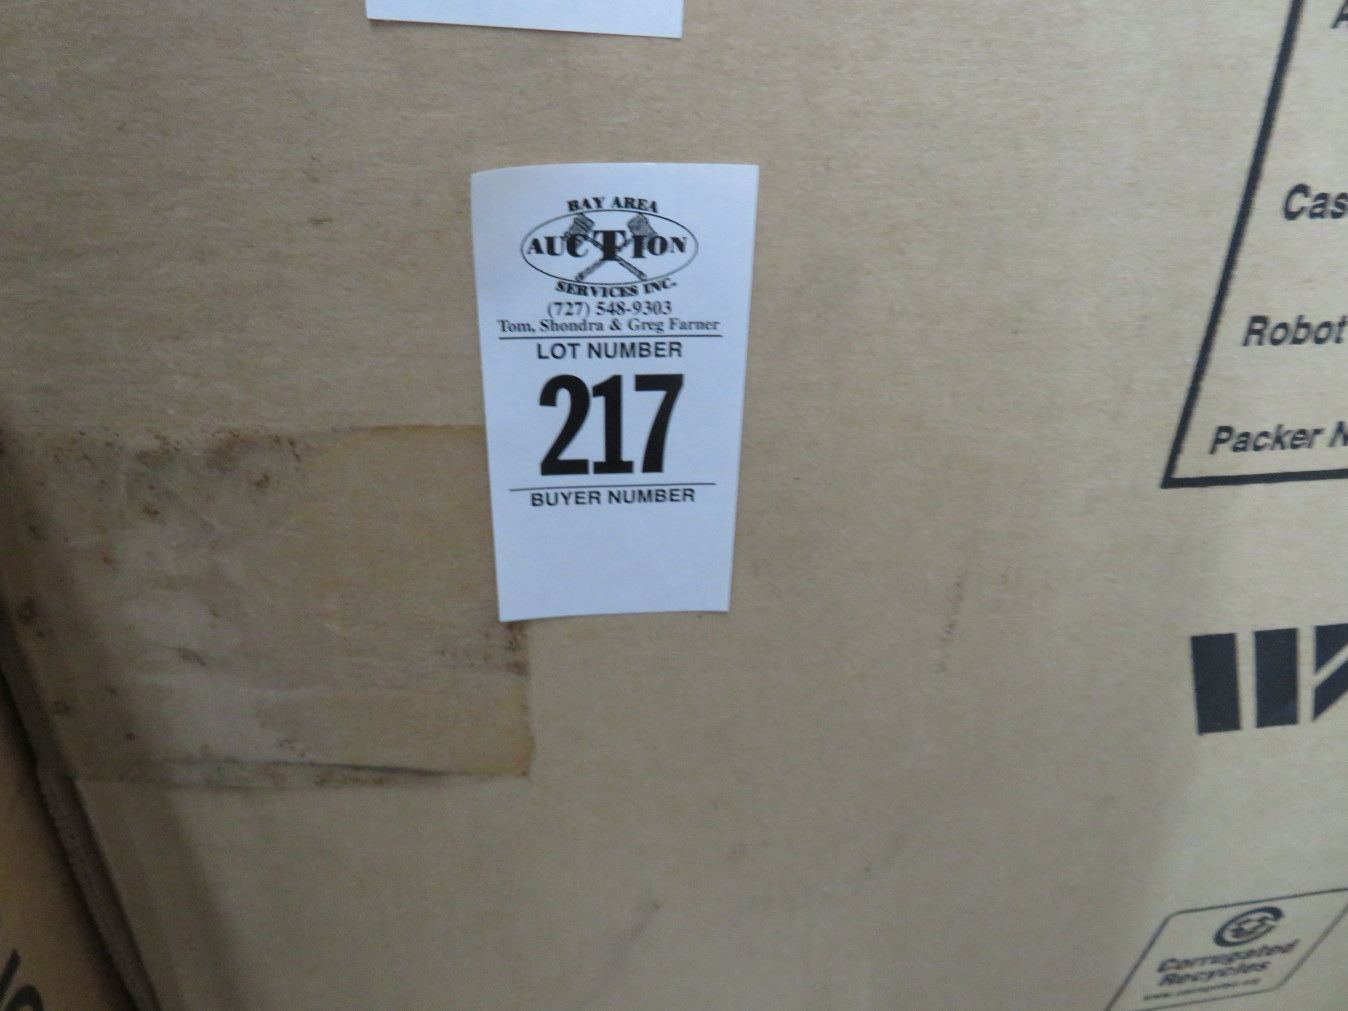 BAY AREA
AUCTION
SERVICES INC.
(727) 548-9303
Tom, Shondra & Greg Farner
LOT NUMBER
217
BUYER NUMBER
Cas
Robot
Packer N
Corrugated
Recycles